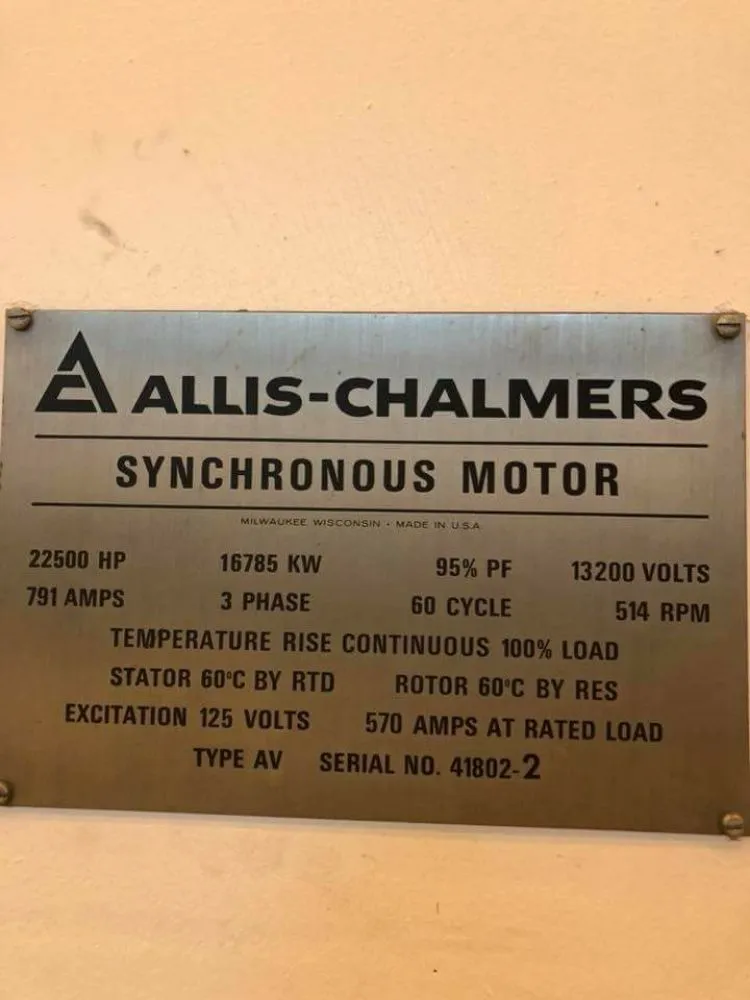 ALLIS-CHALMERS
SYNCHRONOUS MOTOR
MILWAUKEE WISCONSIN • MADE IN U.S.A.
22500 HP 16785 KW 95% PF 13200 VOLTS
791 AMPS 3 PHASE 60 CYCLE 514 RPM
TEMPERATURE RISE CONTINUOUS 100% LOAD
STATOR 60°C BY RTD ROTOR 60°C BY RES
EXCITATION 125 VOLTS 570 AMPS AT RATED LOAD
TYPE AV SERIAL NO. 41802-2